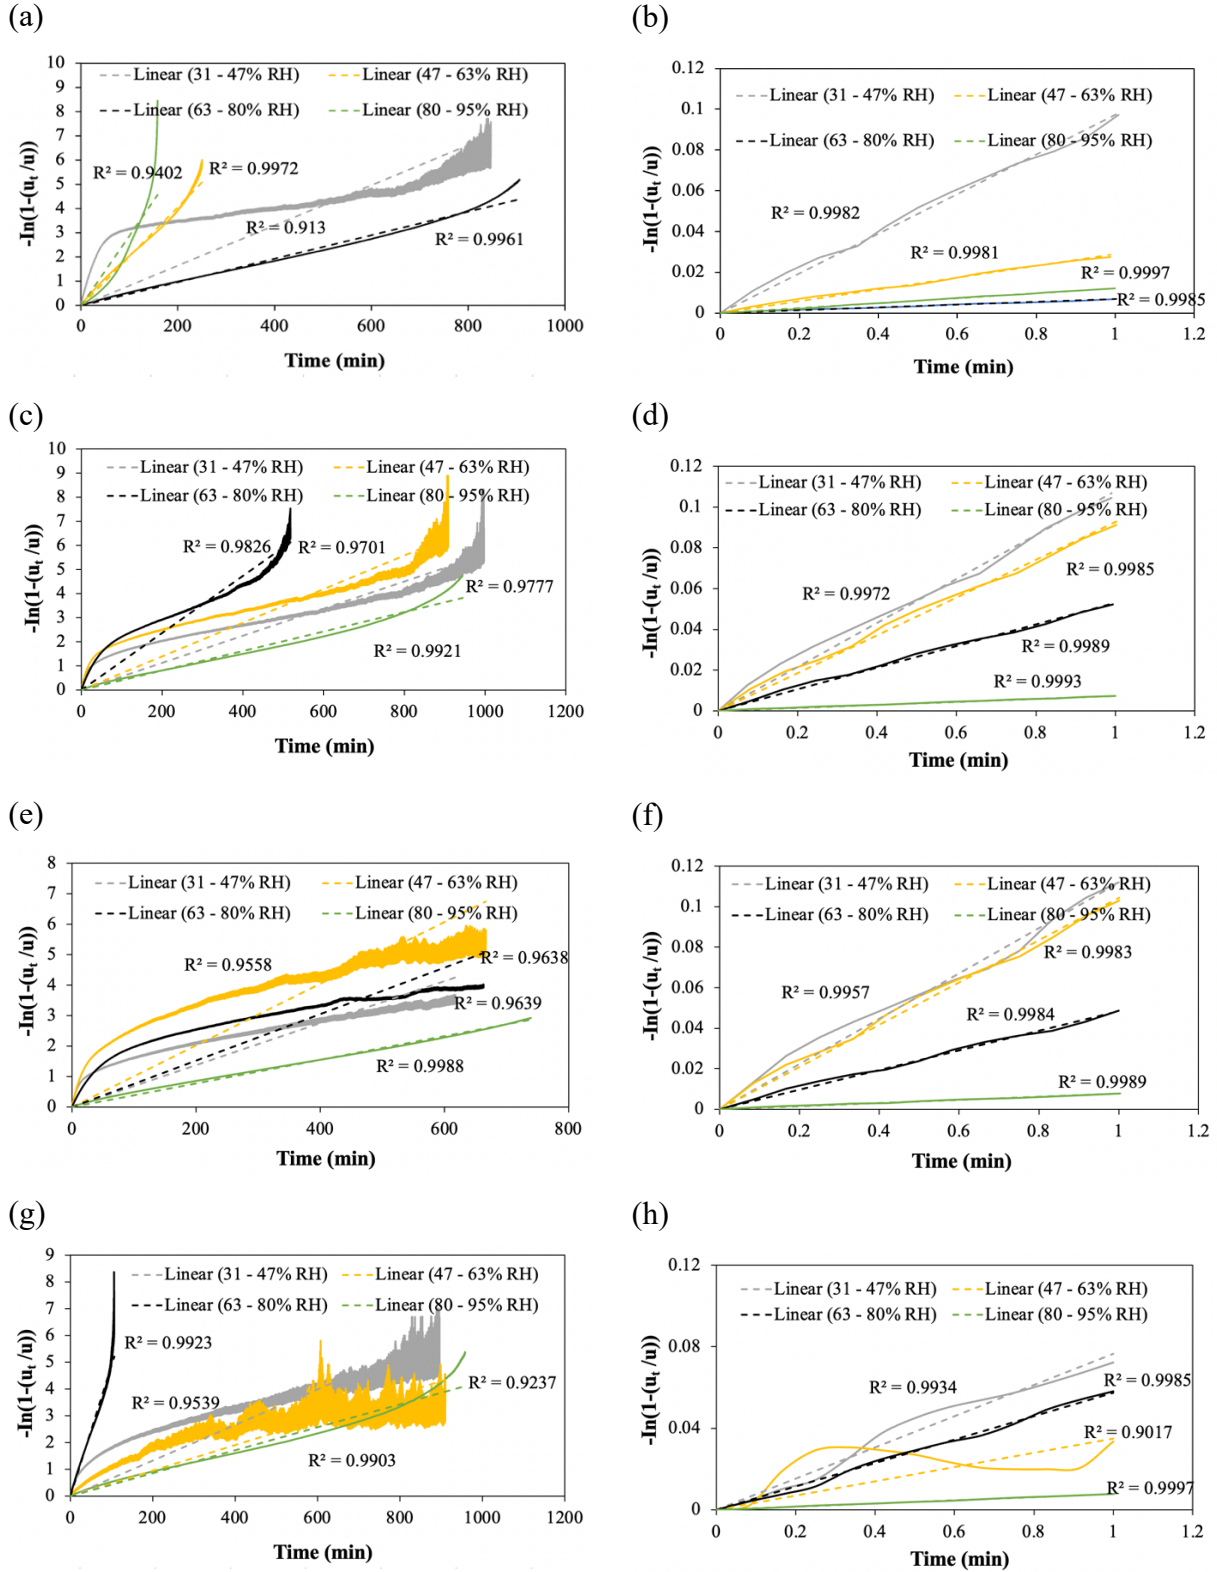 (a)
(b)
10
9
8
7
6
5
4
3
2
1
0
-In(1-(uₜ /u))
Linear (31 - 47% RH)
Linear (47 - 63% RH)
Linear (63 - 80% RH)
Linear (80 - 95% RH)
R² = 0.9402
R² = 0.9972
R² = 0.913
R² = 0.9961
0 200 400 600 800 1000
Time (min)
0.12
0.1
0.08
0.06
0.04
0.02
0
-In(1-(uₜ /u))
Linear (31 - 47% RH)
Linear (47 - 63% RH)
Linear (63 - 80% RH)
Linear (80 - 95% RH)
R² = 0.9982
R² = 0.9981
R² = 0.9997
R² = 0.9985
0 0.2 0.4 0.6 0.8 1 1.2
Time (min)
(c)
(d)
10
9
8
7
6
5
4
3
2
1
0
-In(1-(uₜ /u))
Linear (31 - 47% RH)
Linear (47 - 63% RH)
Linear (63 - 80% RH)
Linear (80 - 95% RH)
R² = 0.9826
R² = 0.9701
R² = 0.9777
R² = 0.9921
0 200 400 600 800 1000 1200
Time (min)
0.12
0.1
0.08
0.06
0.04
0.02
0
-In(1-(uₜ /u))
Linear (31 - 47% RH)
Linear (47 - 63% RH)
Linear (63 - 80% RH)
Linear (80 - 95% RH)
R² = 0.9972
R² = 0.9985
R² = 0.9989
R² = 0.9993
0 0.2 0.4 0.6 0.8 1 1.2
Time (min)
(e)
(f)
8
7
6
5
4
3
2
1
0
-In(1-(uₜ /u))
Linear (31 - 47% RH)
Linear (47 - 63% RH)
Linear (63 - 80% RH)
Linear (80 - 95% RH)
R² = 0.9558
R² = 0.9638
R² = 0.9639
R² = 0.9988
0 200 400 600 800
Time (min)
0.12
0.1
0.08
0.06
0.04
0.02
0
-In(1-(uₜ /u))
Linear (31 - 47% RH)
Linear (47 - 63% RH)
Linear (63 - 80% RH)
Linear (80 - 95% RH)
R² = 0.9983
R² = 0.9957
R² = 0.9984
R² = 0.9989
0 0.2 0.4 0.6 0.8 1 1.2
Time (min)
(g)
(h)
9
8
7
6
5
4
3
2
1
0
-In(1-(uₜ /u))
Linear (31 - 47% RH)
Linear (47 - 63% RH)
Linear (63 - 80% RH)
Linear (80 - 95% RH)
R² = 0.9923
R² = 0.9539
R² = 0.9237
R² = 0.9903
0 200 400 600 800 1000 1200
Time (min)
0.12
0.08
0.04
0
-In(1-(uₜ /u))
Linear (31 - 47% RH)
Linear (47 - 63% RH)
Linear (63 - 80% RH)
Linear (80 - 95% RH)
R² = 0.9934
R² = 0.9985
R² = 0.9017
R² = 0.9997
0 0.2 0.4 0.6 0.8 1 1.2
Time (min)